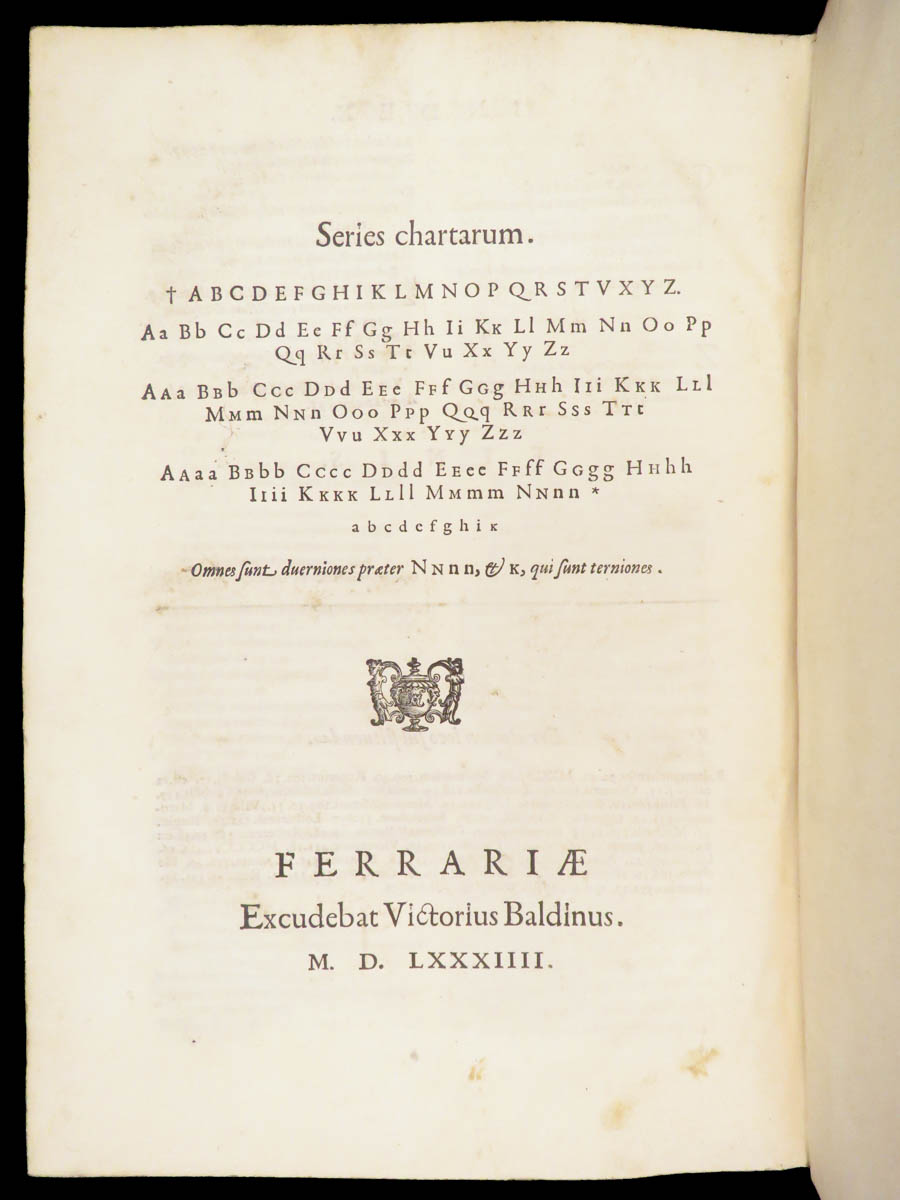 Series chartarum.
† A B C D E F G H I K L M N O P Q R S T V X Y Z.
Aa Bb Cc Dd Ee Ff Gg Hh Ii Kk Ll Mm Nn Oo Pp
Qq Rr Ss Tt Vu Xx Yy Zz
Aaa Bbb Ccc Ddd Eee Fff Ggg Hhh Iii Kkk Lll
Mmm Nnn Ooo Ppp Qqq Rrr Sss Ttt
Vvu Xxx Yyy Zzz
Aaaa Bbbb Cccc Dddd Eeee Ffff Gggg Hhhh
Iiii Kkkk Llll Mmmm Nnnn *
a b c d e f g h i k
Omnes sunt duerniones præter Nnnn, & k, qui sunt terniones.
FERRARIÆ
Excudebat Victorius Baldinus.
M. D. LXXXIIII.